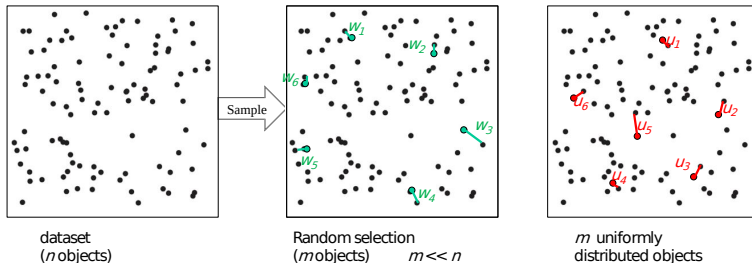 w1
w2
w3
w4
w5
w6
Sample
u1
u2
u3
u4
u5
u6
dataset
(n objects)
Random selection
(m objects) m << n
m uniformly
distributed objects